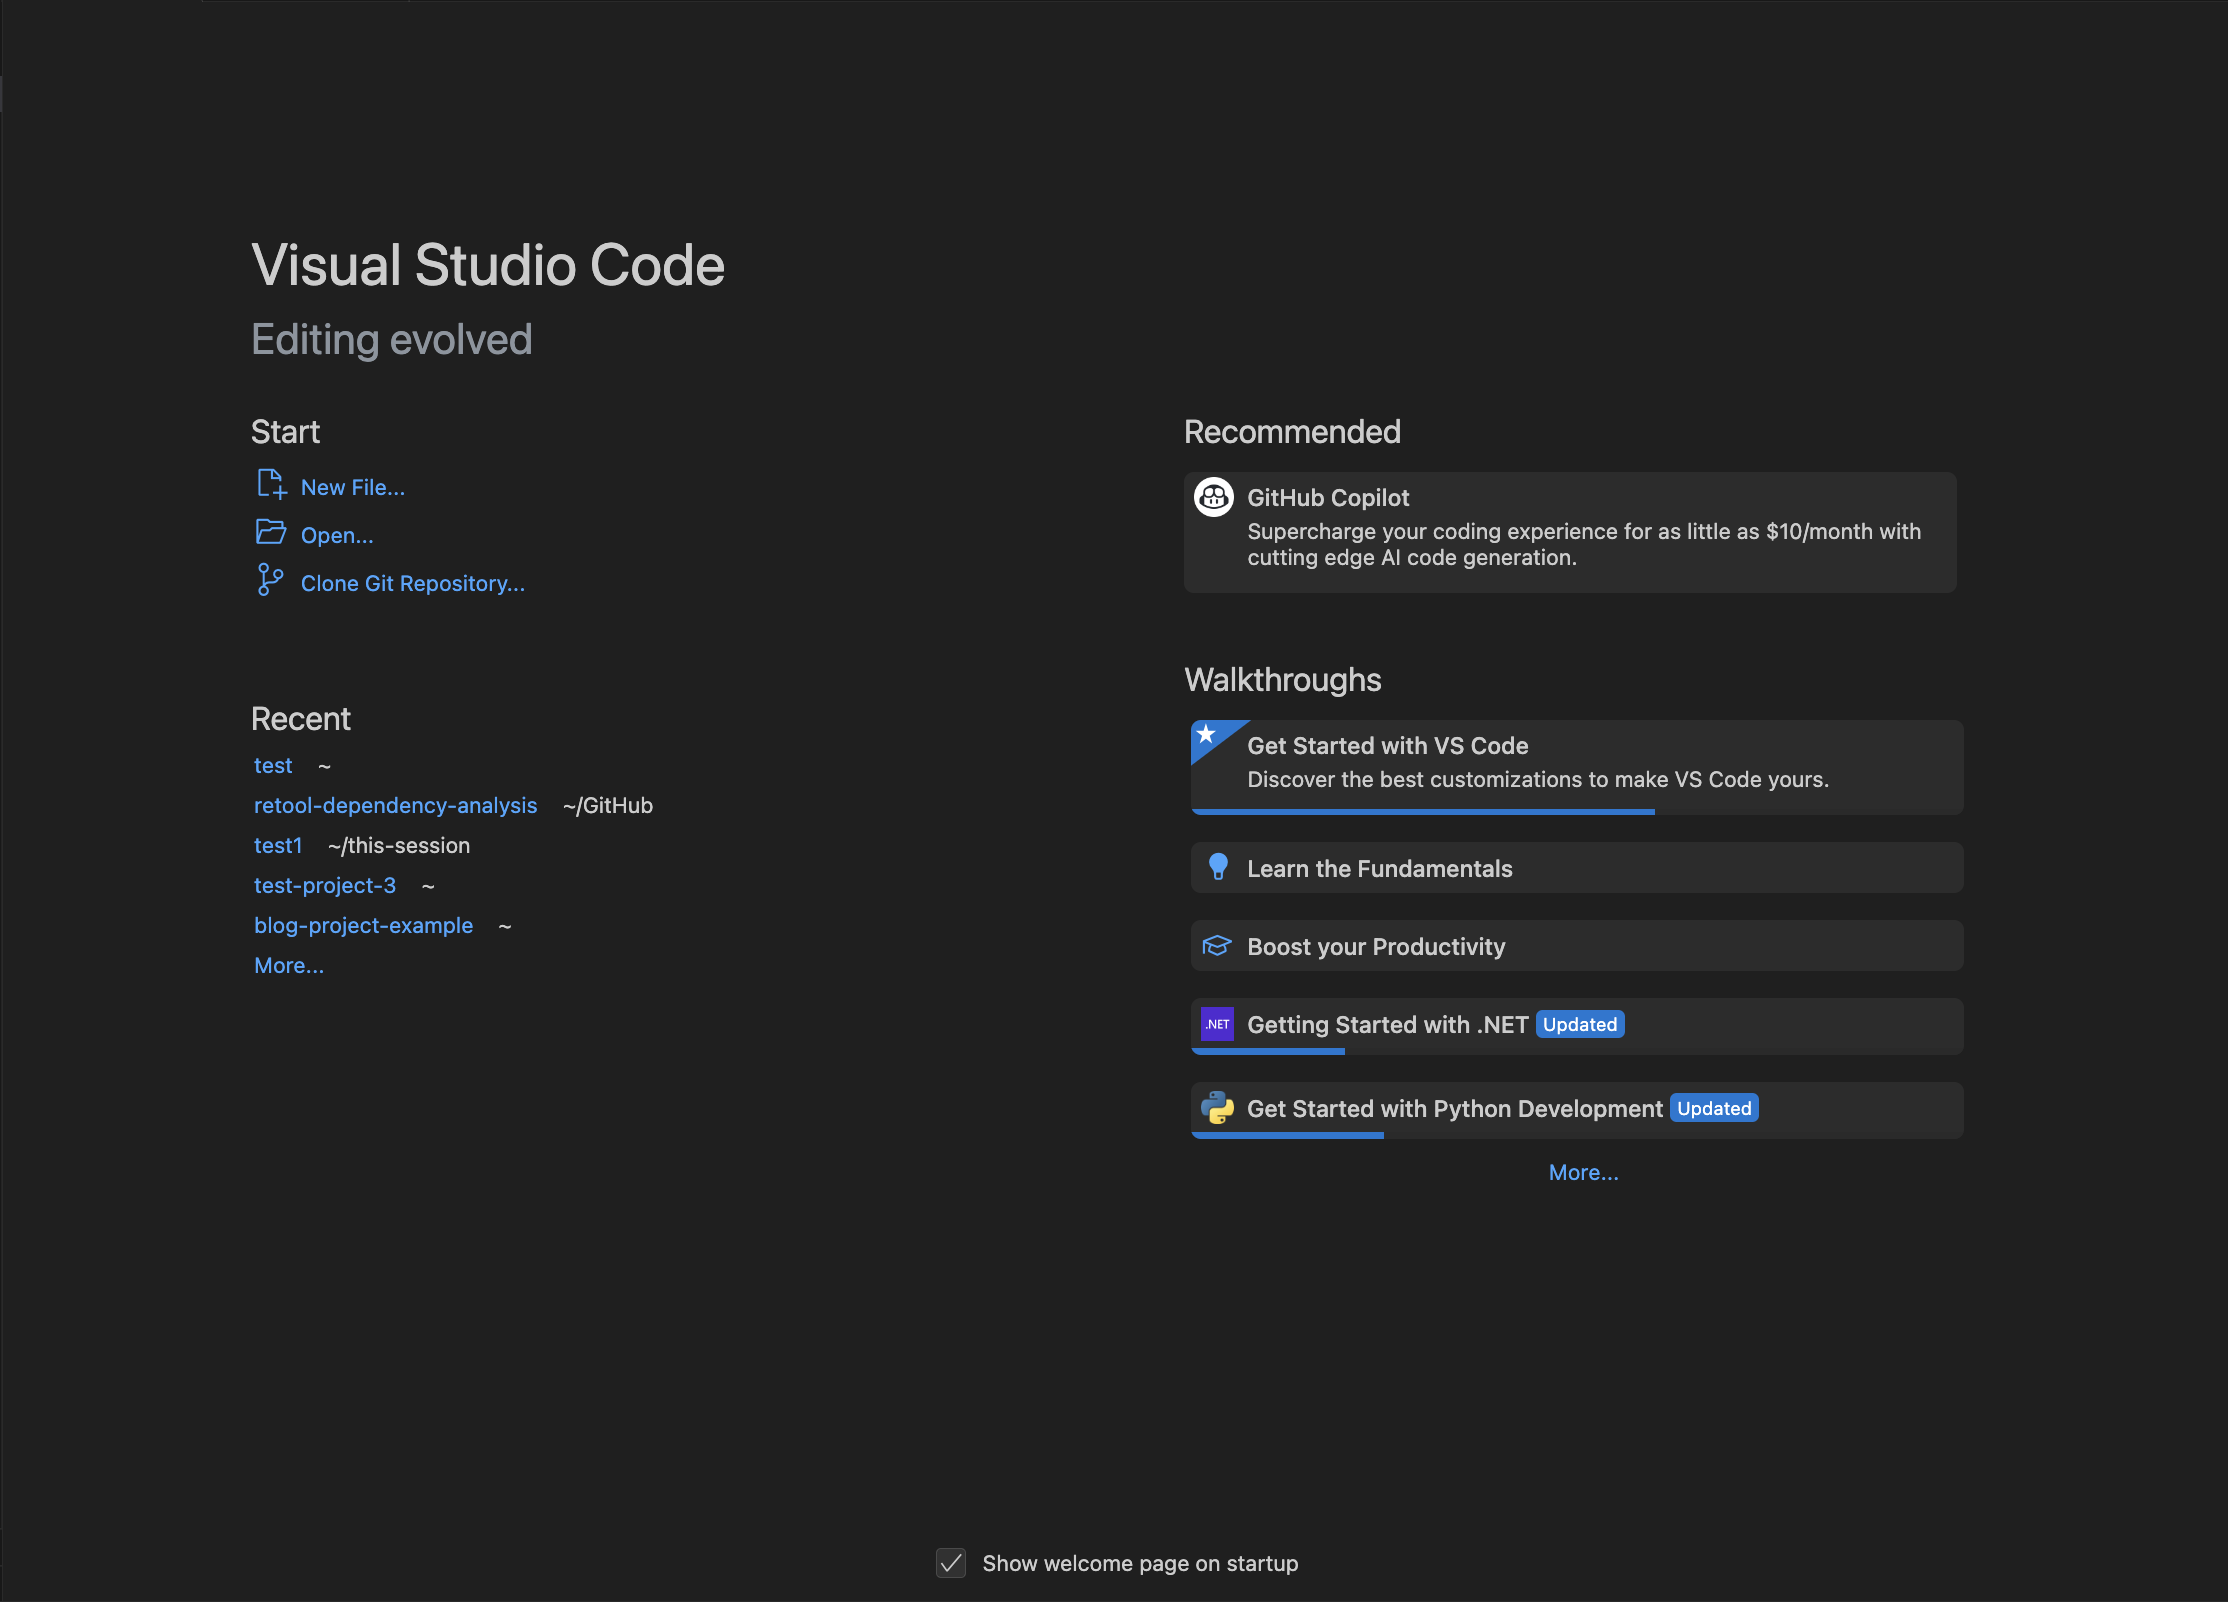 Visual Studio Code
Editing evolved
Start
New File...
Open...
Clone Git Repository...
Recent
test ~
retool-dependency-analysis ~/GitHub
test1 ~/this-session
test-project-3 ~
blog-project-example ~
More...
Recommended
GitHub Copilot
Supercharge your coding experience for as little as $10/month with
cutting edge AI code generation.
Walkthroughs
Get Started with VS Code
Discover the best customizations to make VS Code yours.
Learn the Fundamentals
Boost your Productivity
.NET Getting Started with .NET Updated
Get Started with Python Development Updated
More...
Show welcome page on startup